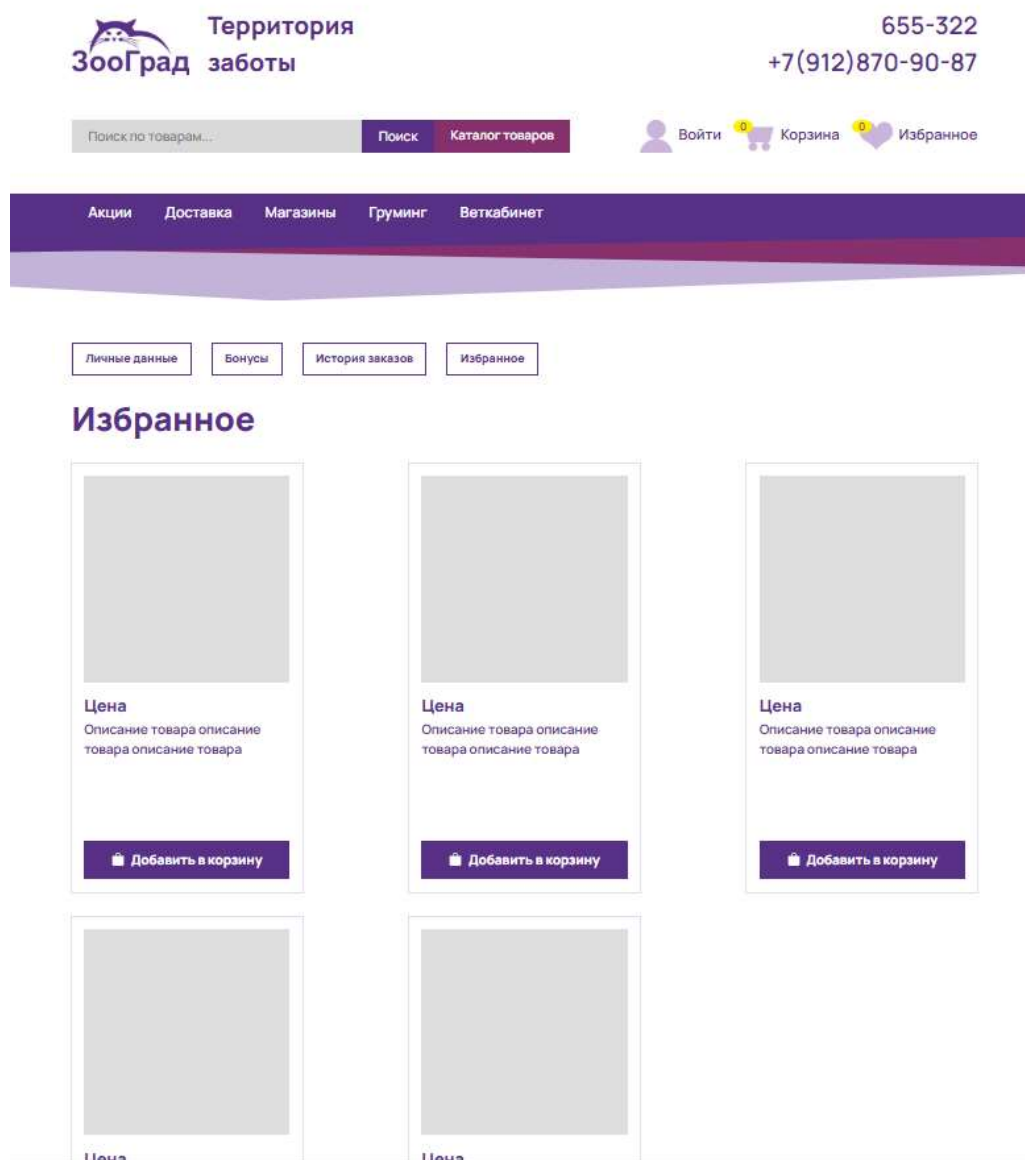 Территория
ЗооГрад заботы
655-322
+7(912)870-90-87
Поиск по товарам... Поиск Каталог товаров
Войти 0 Корзина 0 Избранное
Акции Доставка Магазины Груминг Веткабинет
Личные данные Бонусы История заказов Избранное
Избранное
Цена
Описание товара описание
товара описание товара
Добавить в корзину
Цена
Описание товара описание
товара описание товара
Добавить в корзину
Цена
Описание товара описание
товара описание товара
Добавить в корзину
Цена
Цена